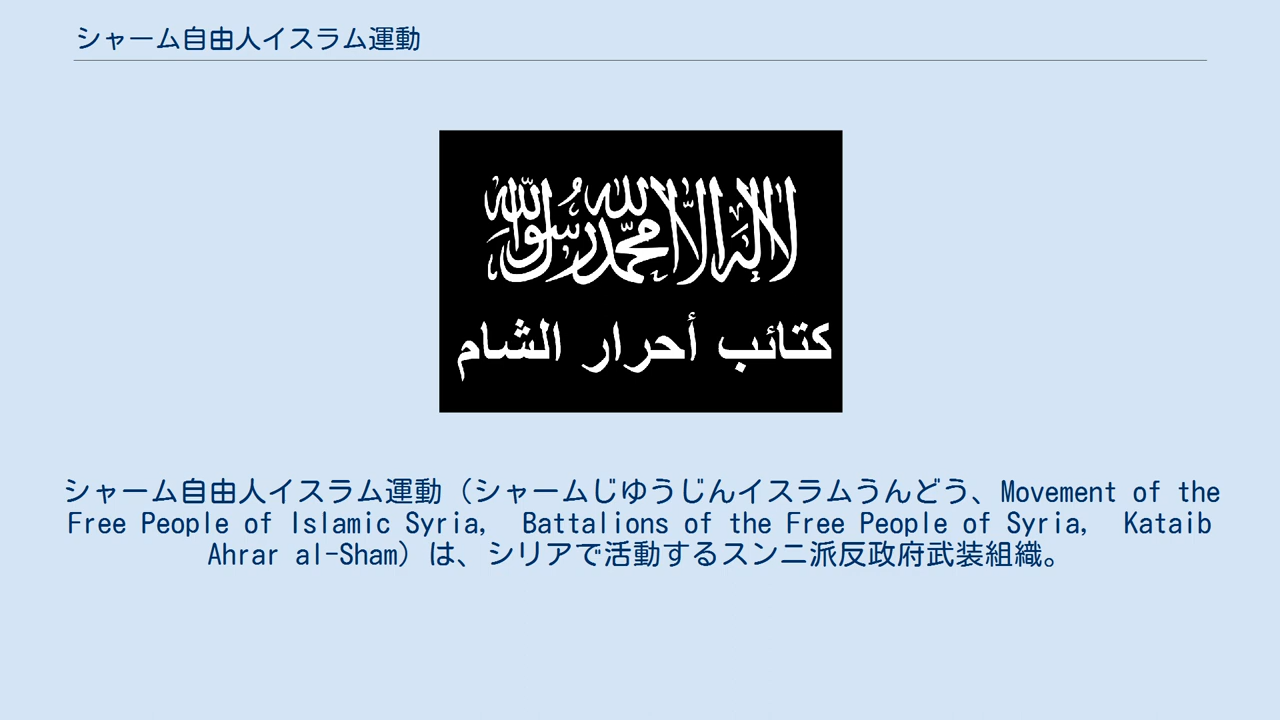 シャーム自由人イスラム運動
لا إله إلا الله محمد رسول الله
كتائب أحرار الشام
シャーム自由人イスラム運動（シャームじゆうじんイスラムうんどう、Movement of the
Free People of Islamic Syria, Battalions of the Free People of Syria, Kataib
Ahrar al-Sham）は、シリアで活動するスンニ派反政府武装組織。